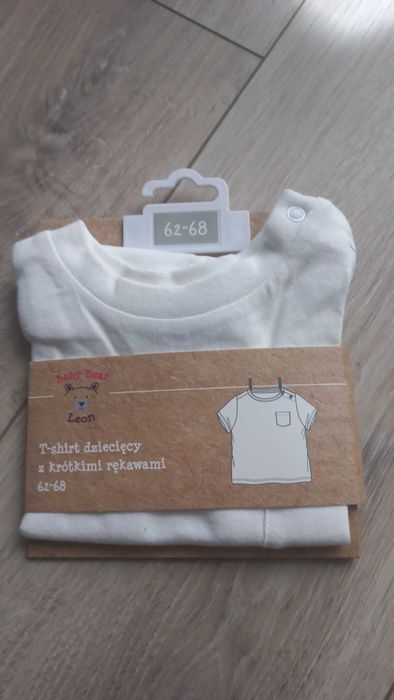 62-68
Baby Bear
Leon
T-shirt dziecięcy
z krótkimi rękawami
62-68